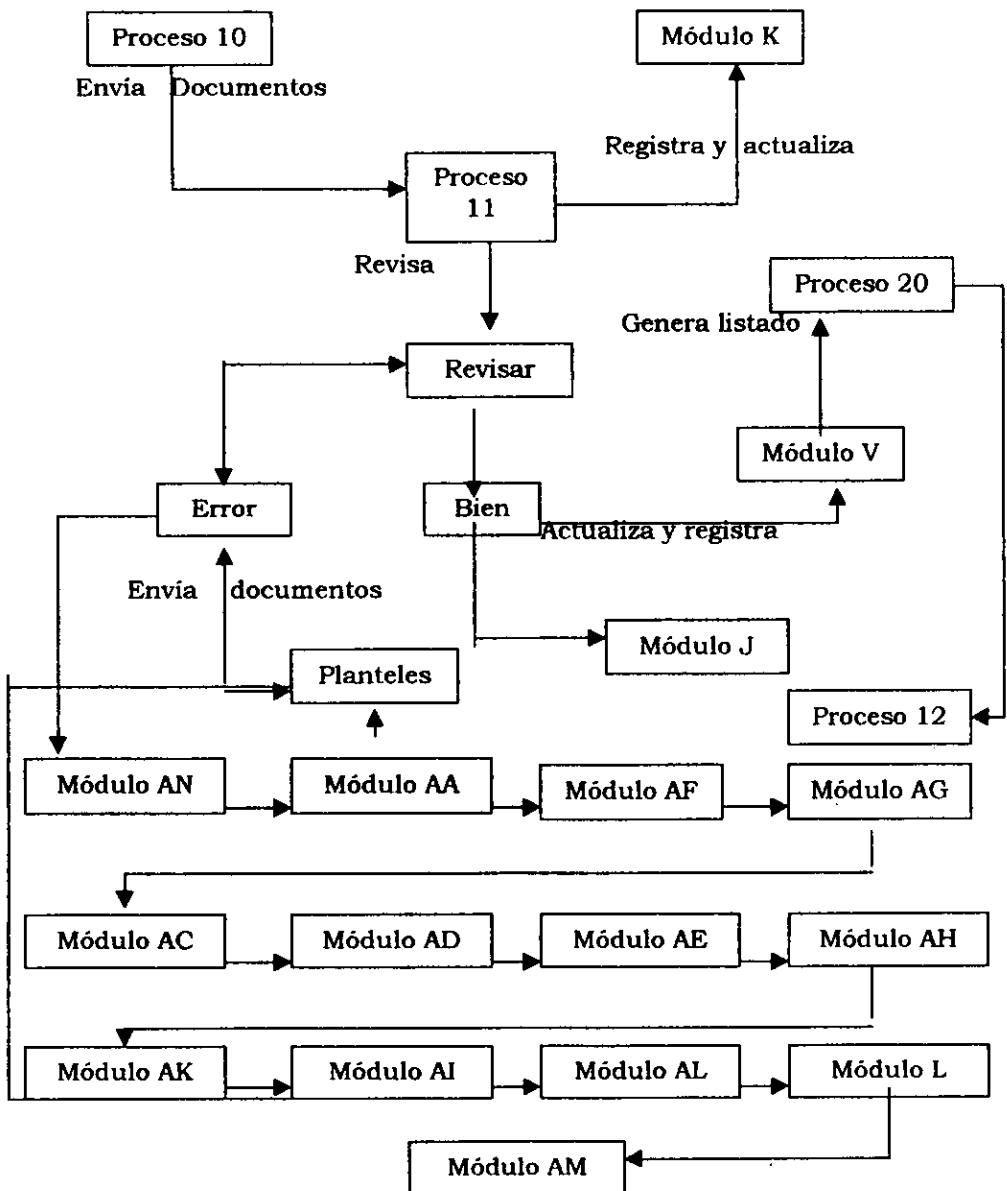 Proceso 10
Módulo K
Envía Documentos
Registra y actualiza
Proceso
11
Revisa
Proceso 20
Genera listado
Revisar
Módulo V
Error
Bien
Actualiza y registra
Envía documentos
Módulo J
Planteles
Proceso 12
Módulo AN
Módulo AA
Módulo AF
Módulo AG
Módulo AC
Módulo AD
Módulo AE
Módulo AH
Módulo AK
Módulo AI
Módulo AL
Módulo L
Módulo AM